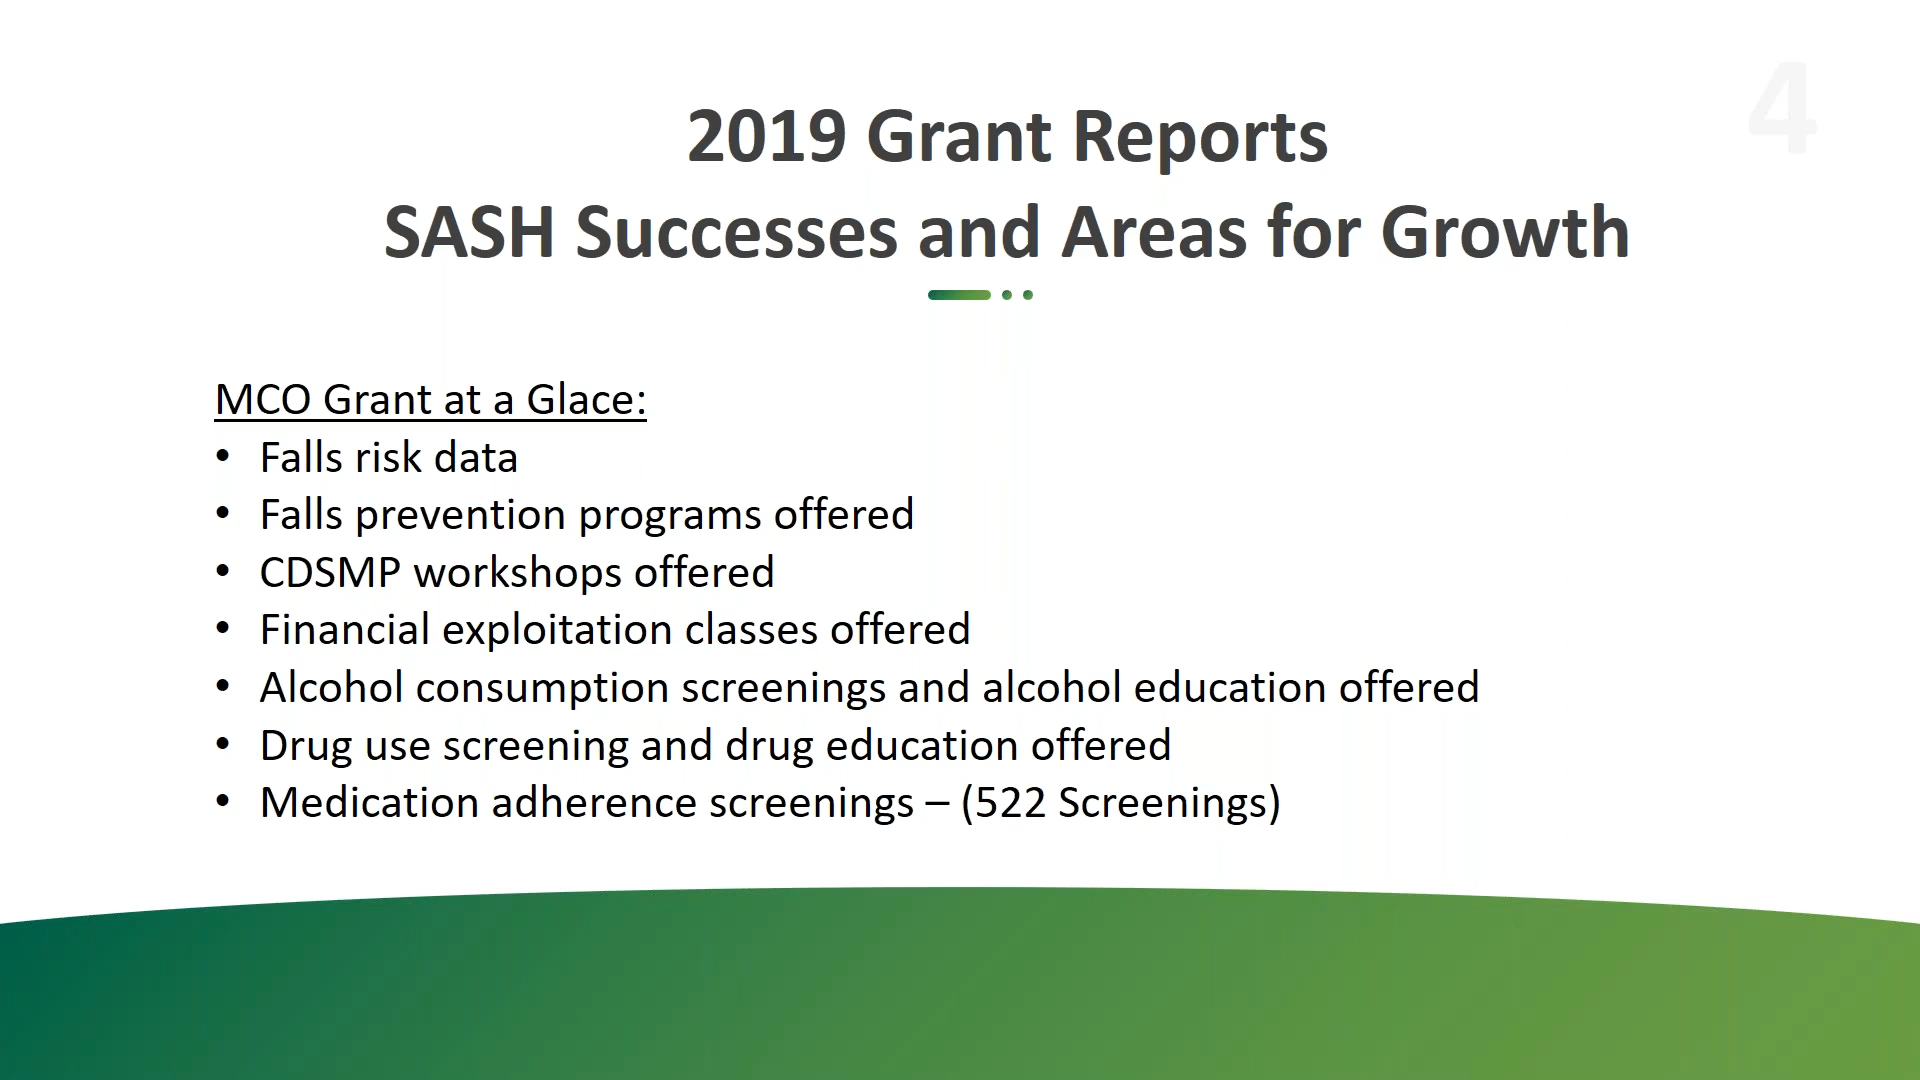 4
2019 Grant Reports
SASH Successes and Areas for Growth
MCO Grant at a Glace:
• Falls risk data
• Falls prevention programs offered
• CDSMP workshops offered
• Financial exploitation classes offered
• Alcohol consumption screenings and alcohol education offered
• Drug use screening and drug education offered
• Medication adherence screenings – (522 Screenings)